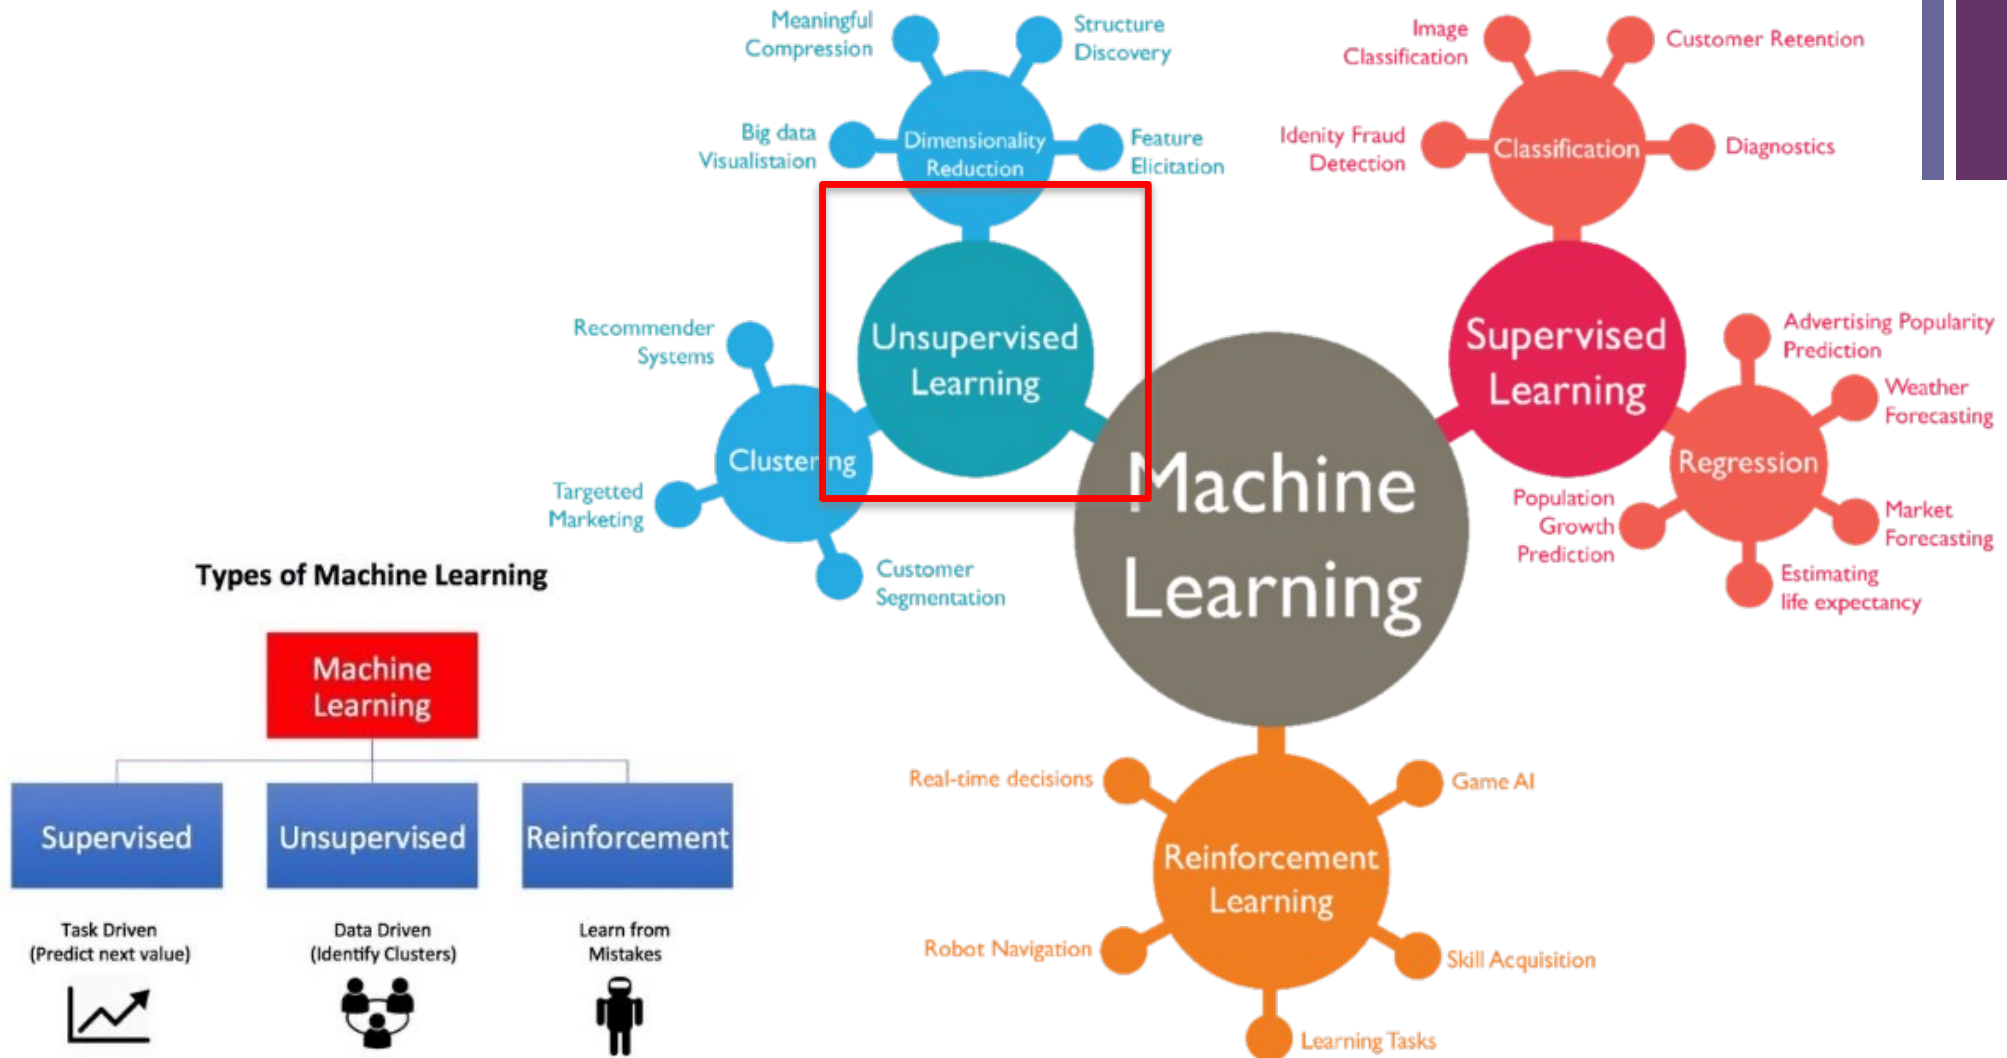 Meaningful
Compression
Structure
Discovery
Big data
Visualistaion
Dimensionality
Reduction
Feature
Elicitation
Image
Classification
Customer Retention
Idenity Fraud
Detection
Classification
Diagnostics
Recommender
Systems
Unsupervised
Learning
Clustering
Targetted
Marketing
Customer
Segmentation
Supervised
Learning
Advertising Popularity
Prediction
Weather
Forecasting
Regression
Population
Growth
Prediction
Market
Forecasting
Estimating
life expectancy
Machine
Learning
Types of Machine Learning
Machine
Learning
Supervised
Unsupervised
Reinforcement
Task Driven
(Predict next value)
Data Driven
(Identify Clusters)
Learn from
Mistakes
Real-time decisions
Game AI
Reinforcement
Learning
Robot Navigation
Skill Acquisition
Learning Tasks